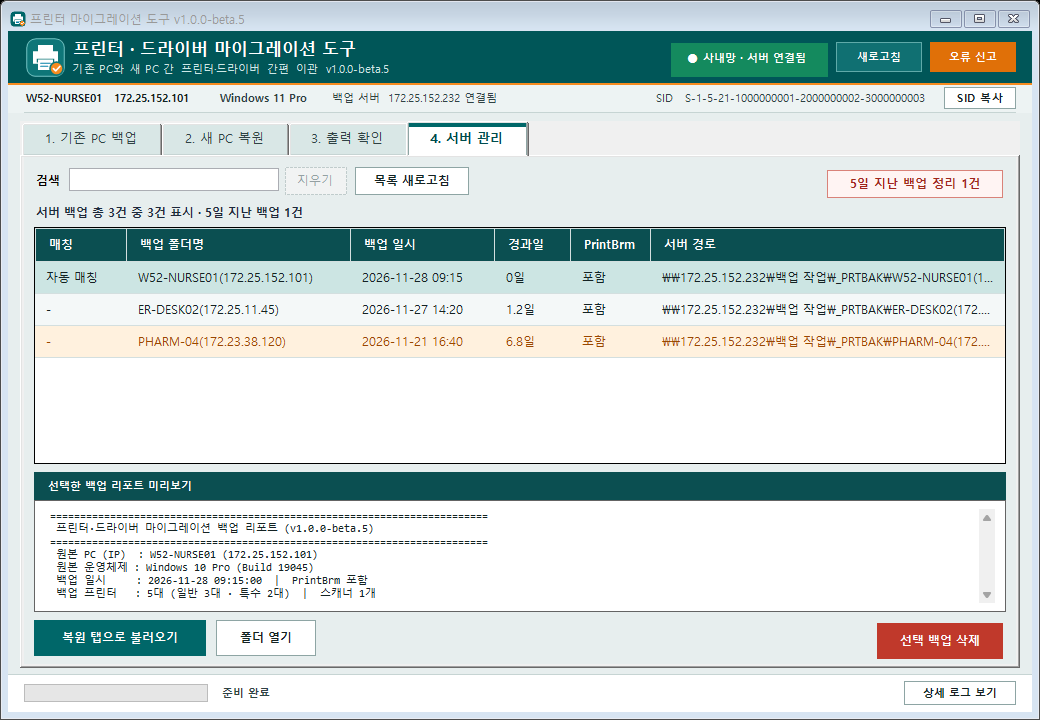 프린터 마이그레이션 도구 v1.0.0-beta.5
프린터 · 드라이버 마이그레이션 도구
기존 PC와 새 PC 간 프린터·드라이버 간편 이관 v1.0.0-beta.5
● 사내망 · 서버 연결됨
새로고침
오류 신고
W52-NURSE01 172.25.152.101 Windows 11 Pro 백업 서버 172.25.152.232 연결됨 SID S-1-5-21-1000000001-2000000002-3000000003 SID 복사
1. 기존 PC 백업 2. 새 PC 복원 3. 출력 확인 4. 서버 관리
검색 지우기 목록 새로고침 5일 지난 백업 정리 1건
서버 백업 총 3건 중 3건 표시 · 5일 지난 백업 1건
매칭 백업 폴더명 백업 일시 경과일 PrintBrm 서버 경로
자동 매칭 W52-NURSE01(172.25.152.101) 2026-11-28 09:15 0일 포함 ₩₩172.25.152.232₩백업 작업₩_PRTBAK₩W52-NURSE01(1...
- ER-DESK02(172.25.11.45) 2026-11-27 14:20 1.2일 포함 ₩₩172.25.152.232₩백업 작업₩_PRTBAK₩ER-DESK02(172....
- PHARM-04(172.23.38.120) 2026-11-21 16:40 6.8일 포함 ₩₩172.25.152.232₩백업 작업₩_PRTBAK₩PHARM-04(172....
선택한 백업 리포트 미리보기
========================================================================
프린터·드라이버 마이그레이션 백업 리포트 (v1.0.0-beta.5)
========================================================================
원본 PC (IP) : W52-NURSE01 (172.25.152.101)
원본 운영체제 : Windows 10 Pro (Build 19045)
백업 일시 : 2026-11-28 09:15:00 | PrintBrm 포함
백업 프린터 : 5대 (일반 3대 · 특수 2대) | 스캐너 1개
복원 탭으로 불러오기 폴더 열기 선택 백업 삭제
준비 완료 상세 로그 보기